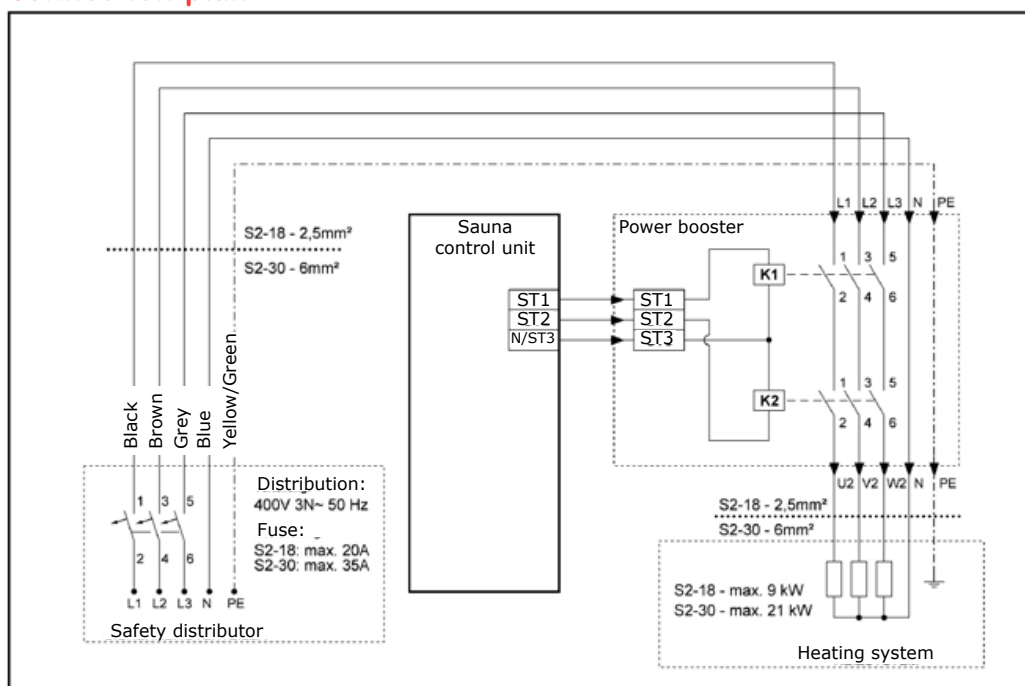 L1 L2 L3 N PE
S2-18 - 2,5mm²
S2-30 - 6mm²
Sauna
control unit
Power booster
K1
1 3 5
2 4 6
ST1
ST2
N/ST3
ST1
ST2
ST3
K2
1 3 5
2 4 6
Black
Brown
Grey
Blue
Yellow/Green
U2 V2 W2 N PE
S2-18 - 2,5mm²
S2-30 - 6mm²
Distribution:
400V 3N~ 50 Hz
Fuse:
S2-18: max. 20A
S2-30: max. 35A
1 3 5
2 4 6
L1 L2 L3 N PE
Safety distributor
S2-18 - max. 9 kW
S2-30 - max. 21 kW
Heating system